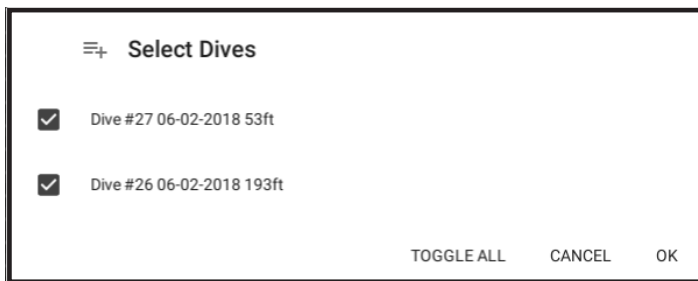 Select Dives
Dive #27 06-02-2018 53ft
Dive #26 06-02-2018 193ft
TOGGLE ALL CANCEL OK